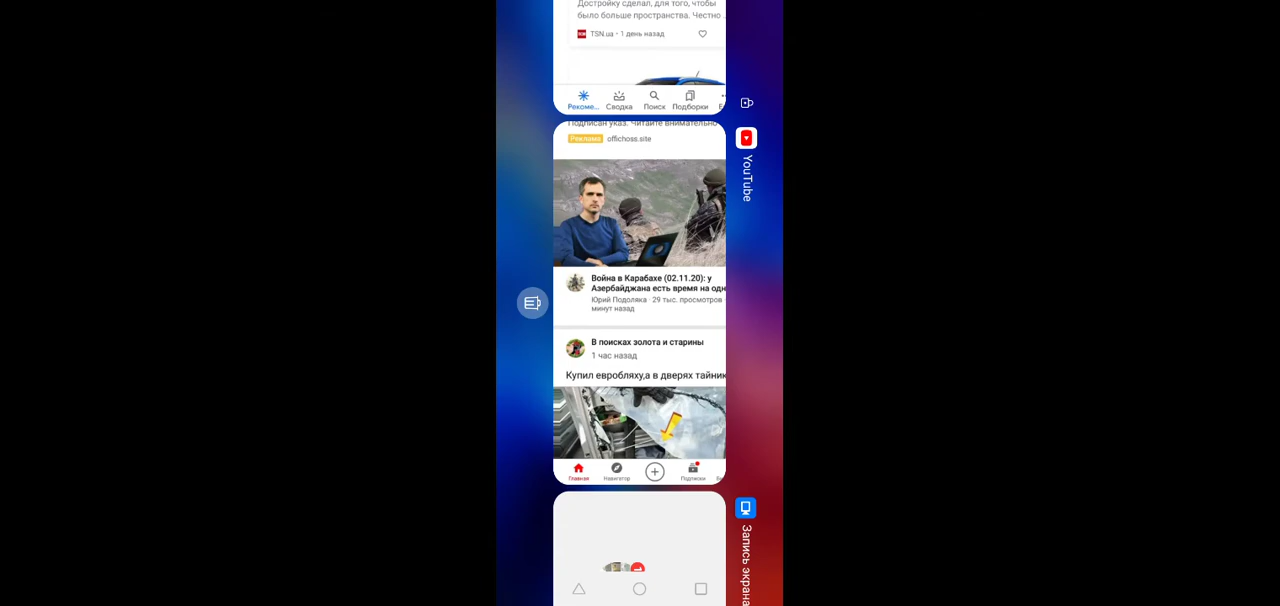 Достройку сделал, для того, чтобы
было больше пространства. Честно ..
TSN.ua • 1 день назад
Рекоме...
Сводка
Поиск
Подборки
YouTube
Подписан указ. Читайте внимательно
Реклама offichoss.site
Война в Карабахе (02.11.20): у
Азербайджана есть время на одн
Юрий Подоляка · 29 тыс. просмотров ·
минут назад
В поисках золота и старины
1 час назад
Купил евробляху,а в дверях тайник
Главная
Навигатор
Подписки
Запись экрана